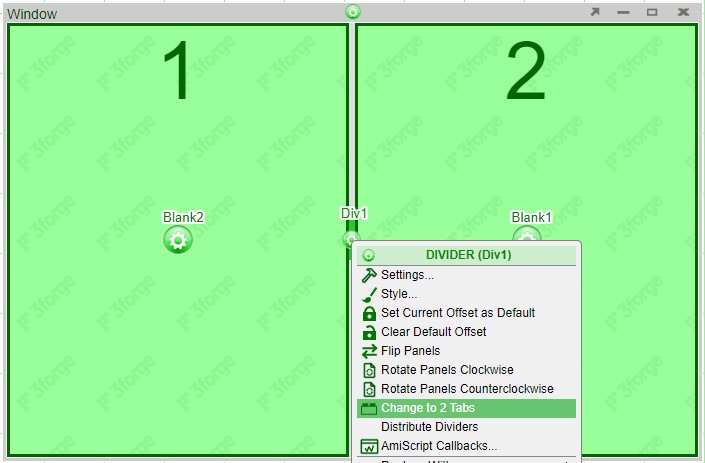 Window
1
2
3forge
Blank2
Div1
Blank1
DIVIDER (Div1)
Settings...
Style...
Set Current Offset as Default
Clear Default Offset
Flip Panels
Rotate Panels Clockwise
Rotate Panels Counterclockwise
Change to 2 Tabs
Distribute Dividers
AmiScript Callbacks...